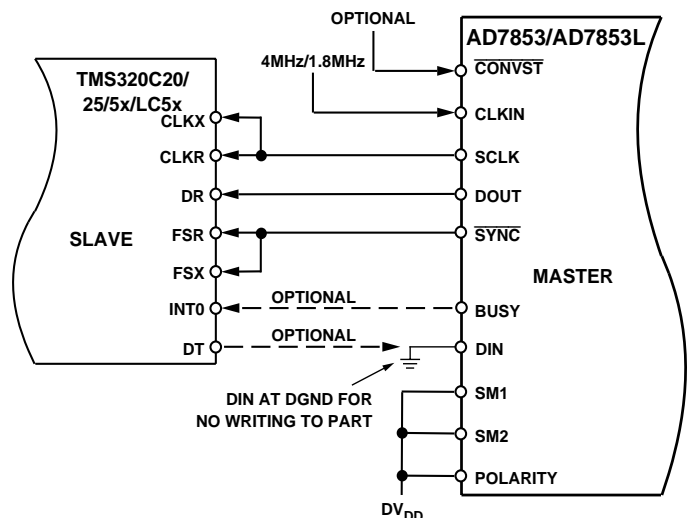 OPTIONAL
AD7853/AD7853L
4MHz/1.8MHz
CONVST
TMS320C20/
25/5x/LC5x
CLKX
CLKIN
CLKR
SCLK
DR
DOUT
SLAVE
FSR
SYNC
FSX
MASTER
INT0
OPTIONAL
BUSY
DT
OPTIONAL
DIN
DIN AT DGND FOR
NO WRITING TO PART
SM1
SM2
POLARITY
DVDD